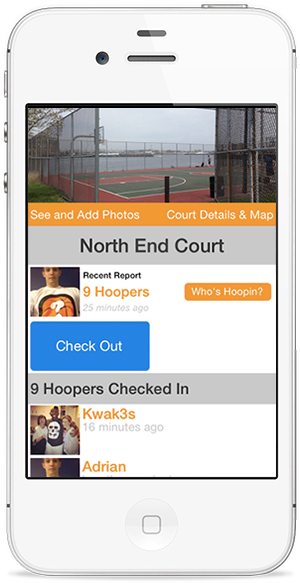 See and Add Photos Court Details & Map
North End Court
Recent Report
9 Hoopers Who's Hoopin?
25 minutes ago
Check Out
9 Hoopers Checked In
Kwak3s
16 minutes ago
Adrian